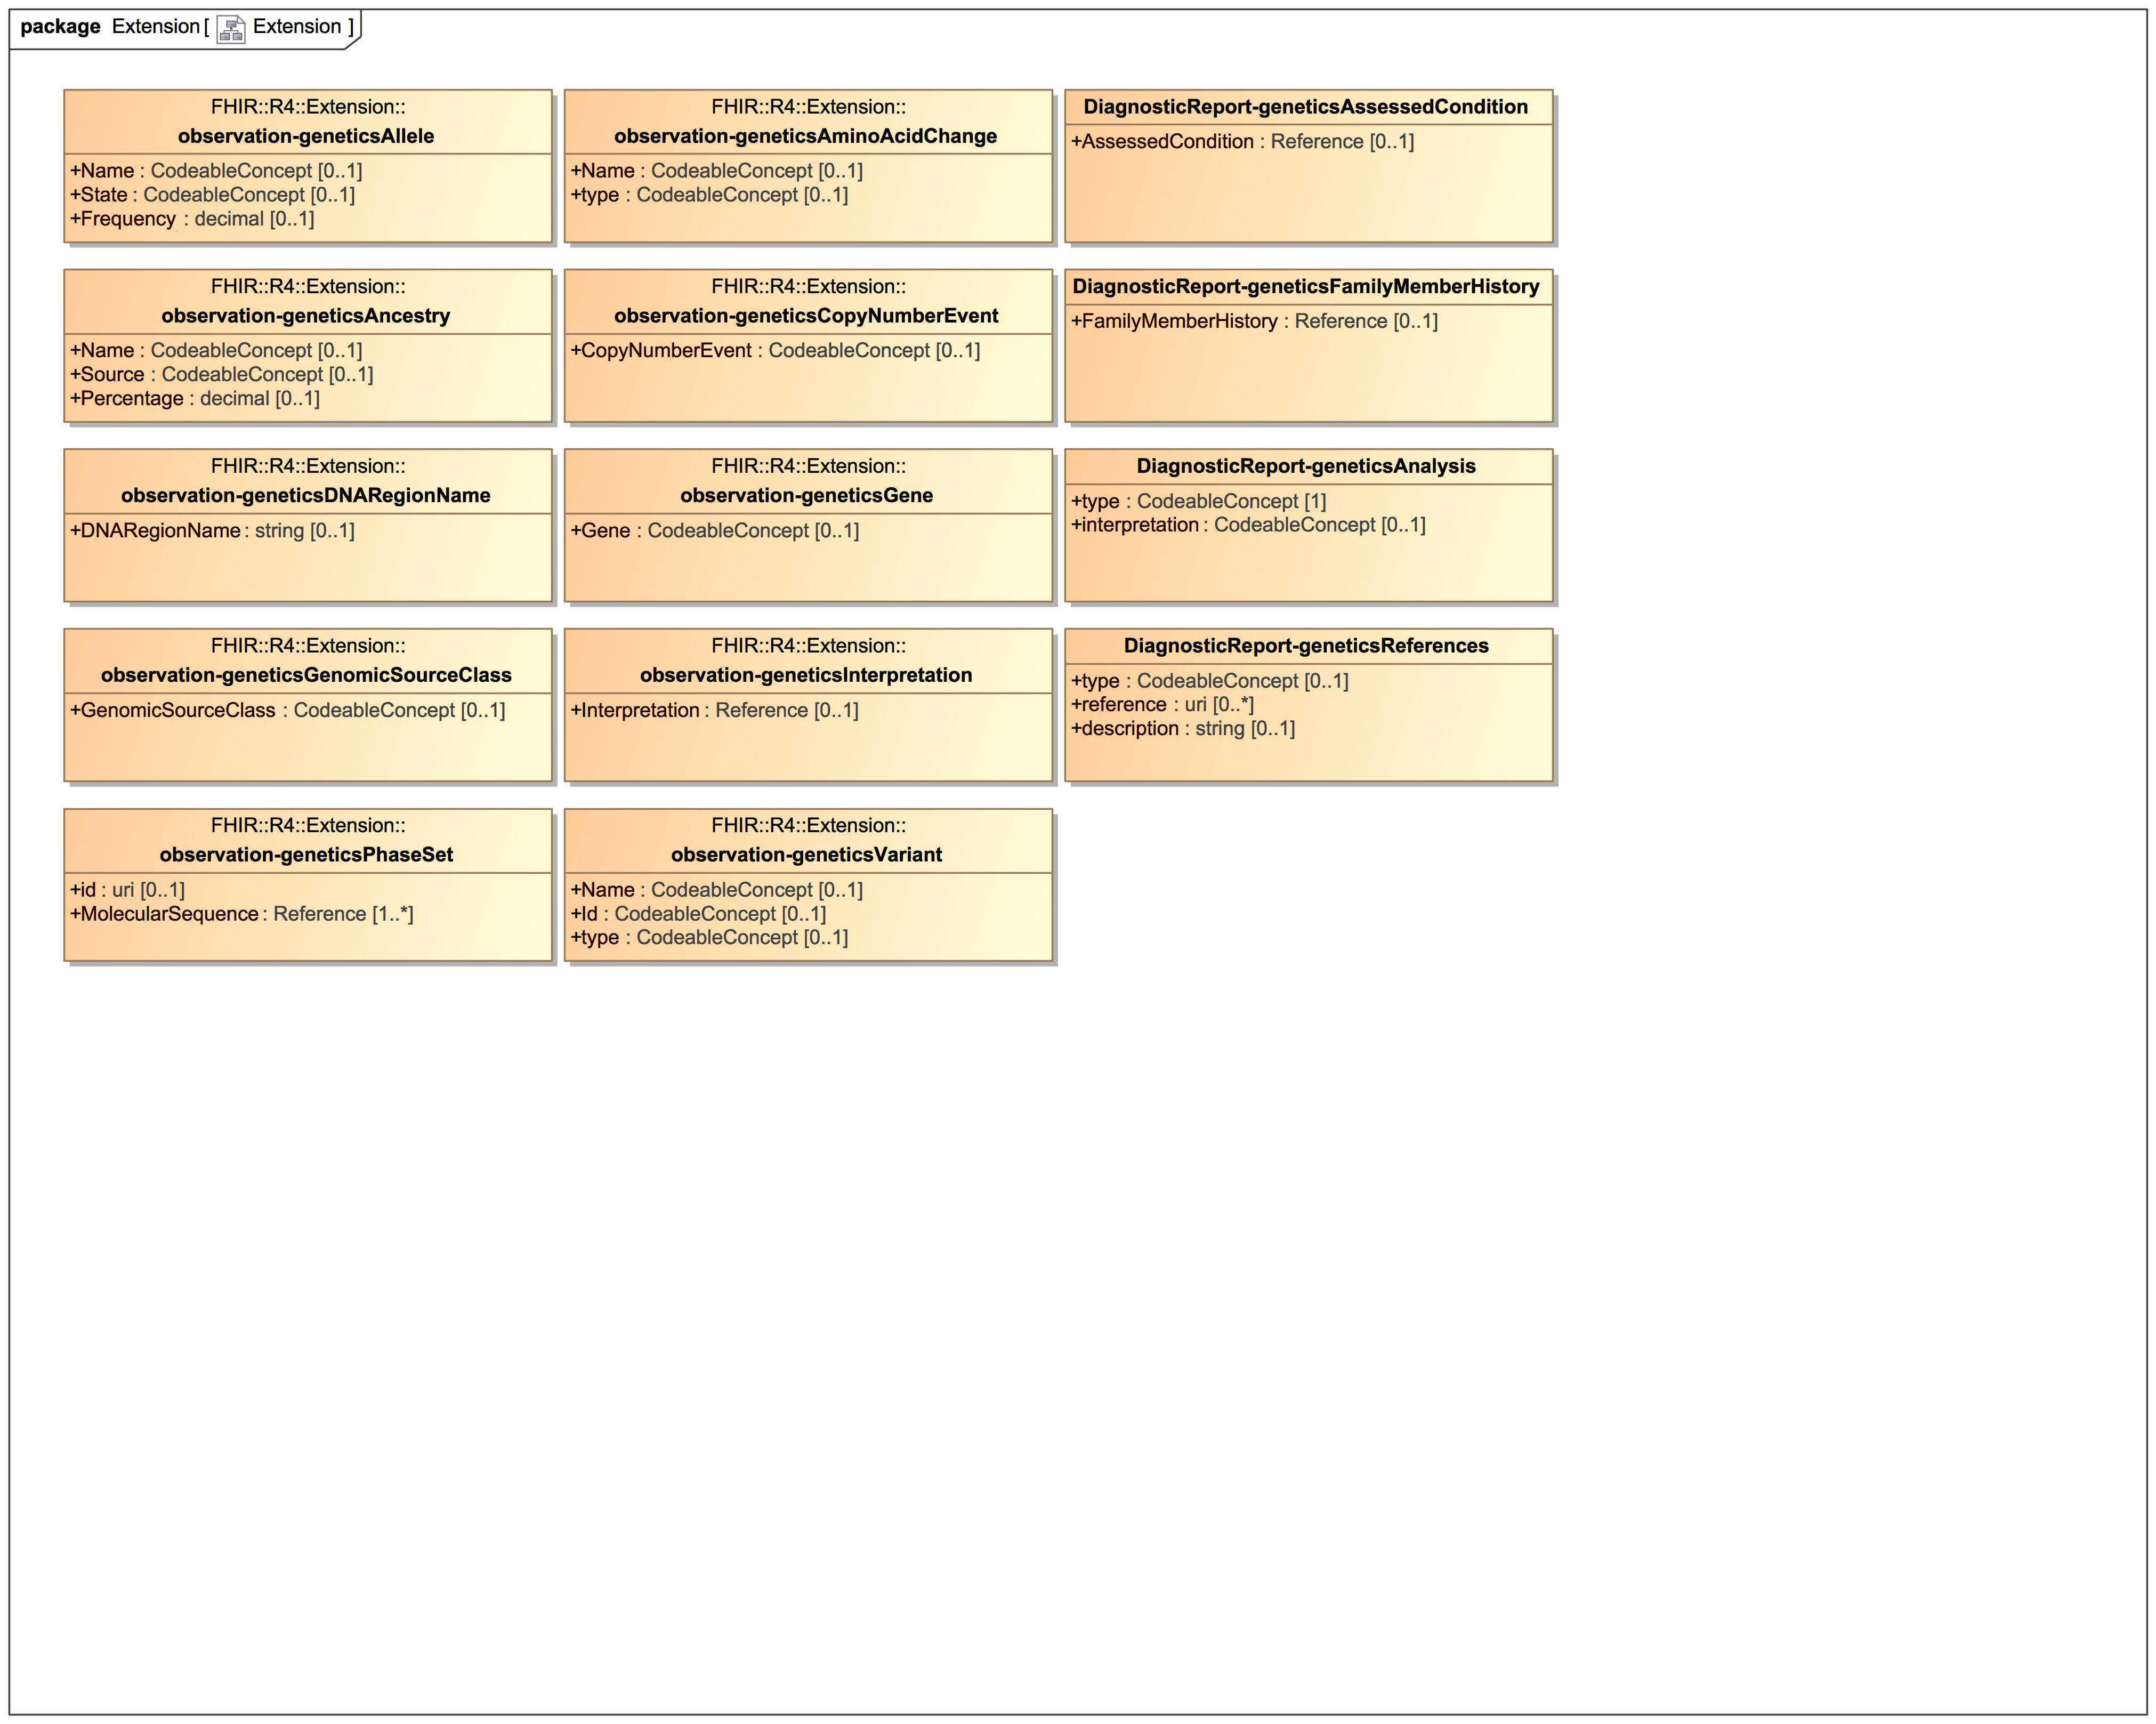 package Extension [ Extension ]
FHIR::R4::Extension::
observation-geneticsAllele
+Name : CodeableConcept [0..1]
+State : CodeableConcept [0..1]
+Frequency : decimal [0..1]
FHIR::R4::Extension::
observation-geneticsAminoAcidChange
+Name : CodeableConcept [0..1]
+type : CodeableConcept [0..1]
DiagnosticReport-geneticsAssessedCondition
+AssessedCondition : Reference [0..1]
FHIR::R4::Extension::
observation-geneticsAncestry
+Name : CodeableConcept [0..1]
+Source : CodeableConcept [0..1]
+Percentage : decimal [0..1]
FHIR::R4::Extension::
observation-geneticsCopyNumberEvent
+CopyNumberEvent : CodeableConcept [0..1]
DiagnosticReport-geneticsFamilyMemberHistory
+FamilyMemberHistory : Reference [0..1]
FHIR::R4::Extension::
observation-geneticsDNARegionName
+DNARegionName : string [0..1]
FHIR::R4::Extension::
observation-geneticsGene
+Gene : CodeableConcept [0..1]
DiagnosticReport-geneticsAnalysis
+type : CodeableConcept [1]
+interpretation : CodeableConcept [0..1]
FHIR::R4::Extension::
observation-geneticsGenomicSourceClass
+GenomicSourceClass : CodeableConcept [0..1]
FHIR::R4::Extension::
observation-geneticsInterpretation
+Interpretation : Reference [0..1]
DiagnosticReport-geneticsReferences
+type : CodeableConcept [0..1]
+reference : uri [0..*]
+description : string [0..1]
FHIR::R4::Extension::
observation-geneticsPhaseSet
+id : uri [0..1]
+MolecularSequence : Reference [1..*]
FHIR::R4::Extension::
observation-geneticsVariant
+Name : CodeableConcept [0..1]
+Id : CodeableConcept [0..1]
+type : CodeableConcept [0..1]